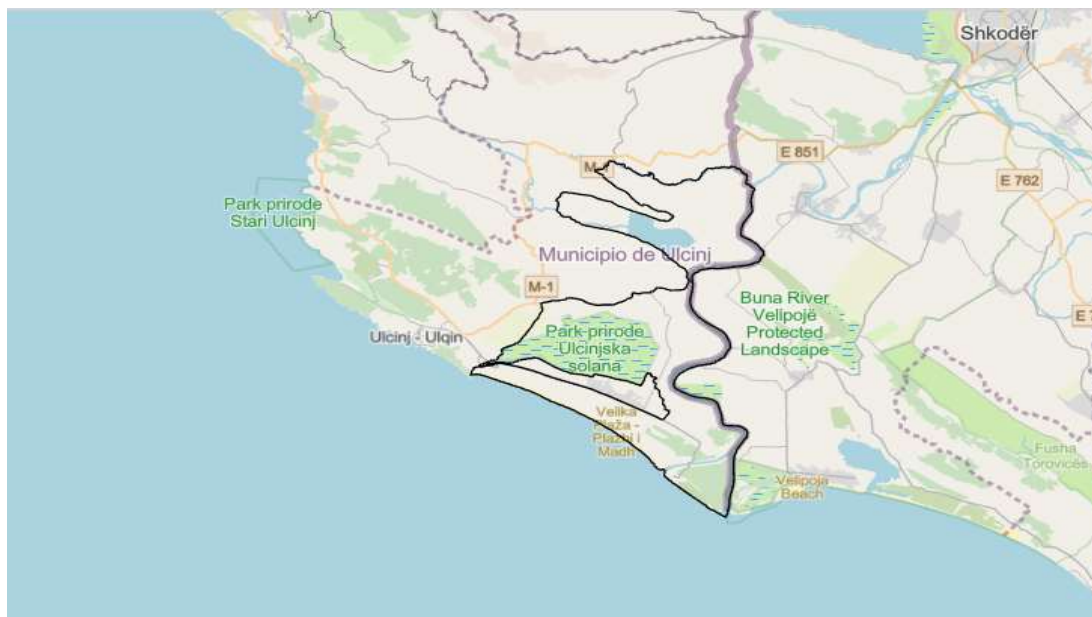 Shkodër
M-1
E 851
E 762
Park prirode
Stari Ulcinj
Municipio de Ulcinj
M-1
Buna River
Velipojë
Protected
Landscape
Ulcinj - Ulqin
Park prirode
Ulcinjska
solana
Velika
Plaža -
Plazhi i
Madh
Velipoja
Beach
Fusha
Torovicës